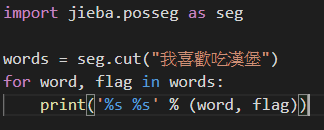 import jieba.posseg as seg
words = seg.cut("我喜歡吃漢堡")
for word, flag in words:
    print('%s %s' % (word, flag))